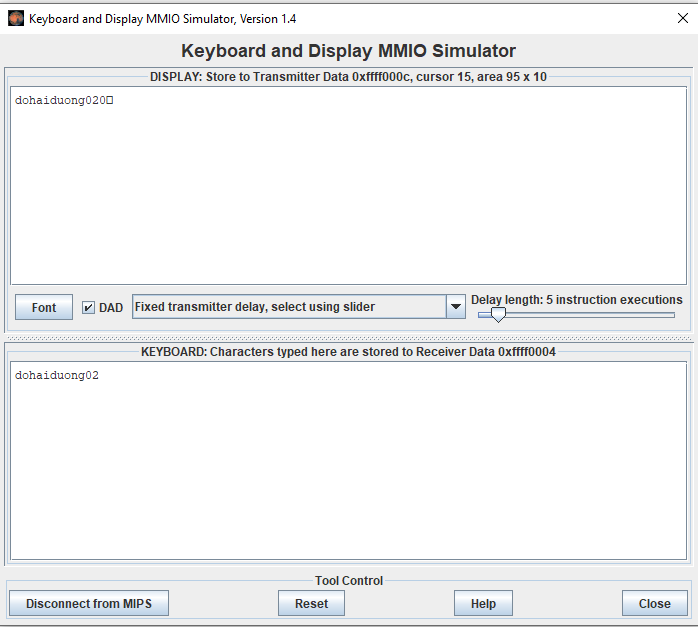 Keyboard and Display MMIO Simulator, Version 1.4
Keyboard and Display MMIO Simulator
DISPLAY: Store to Transmitter Data 0xffff000c, cursor 15, area 95 x 10
dohaiduong020□
Font
DAD
Fixed transmitter delay, select using slider
Delay length: 5 instruction executions
KEYBOARD: Characters typed here are stored to Receiver Data 0xffff0004
dohaiduong02
Tool Control
Disconnect from MIPS
Reset
Help
Close